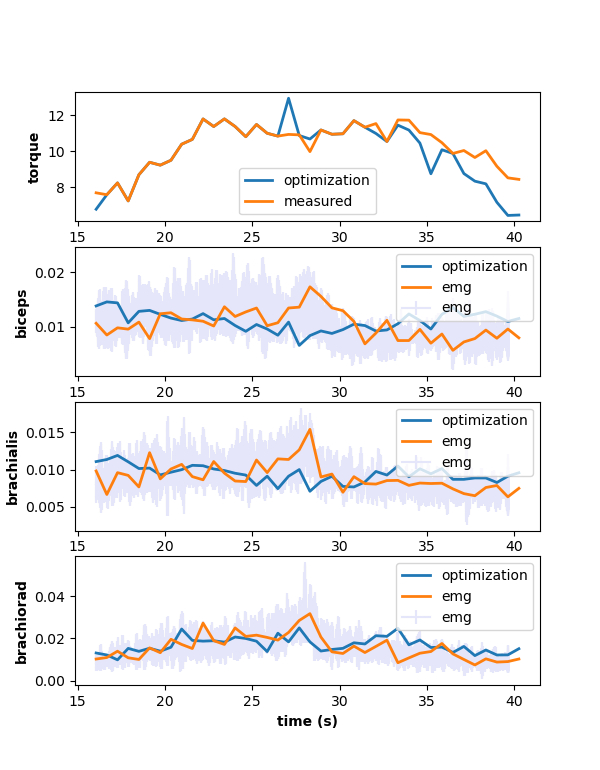 12
10
8
torque
optimization
measured
15 20 25 30 35 40
0.02
0.01
biceps
optimization
emg
emg
15 20 25 30 35 40
0.015
0.010
0.005
brachialis
optimization
emg
emg
15 20 25 30 35 40
0.04
0.02
0.00
brachiorad
optimization
emg
emg
15 20 25 30 35 40
time (s)